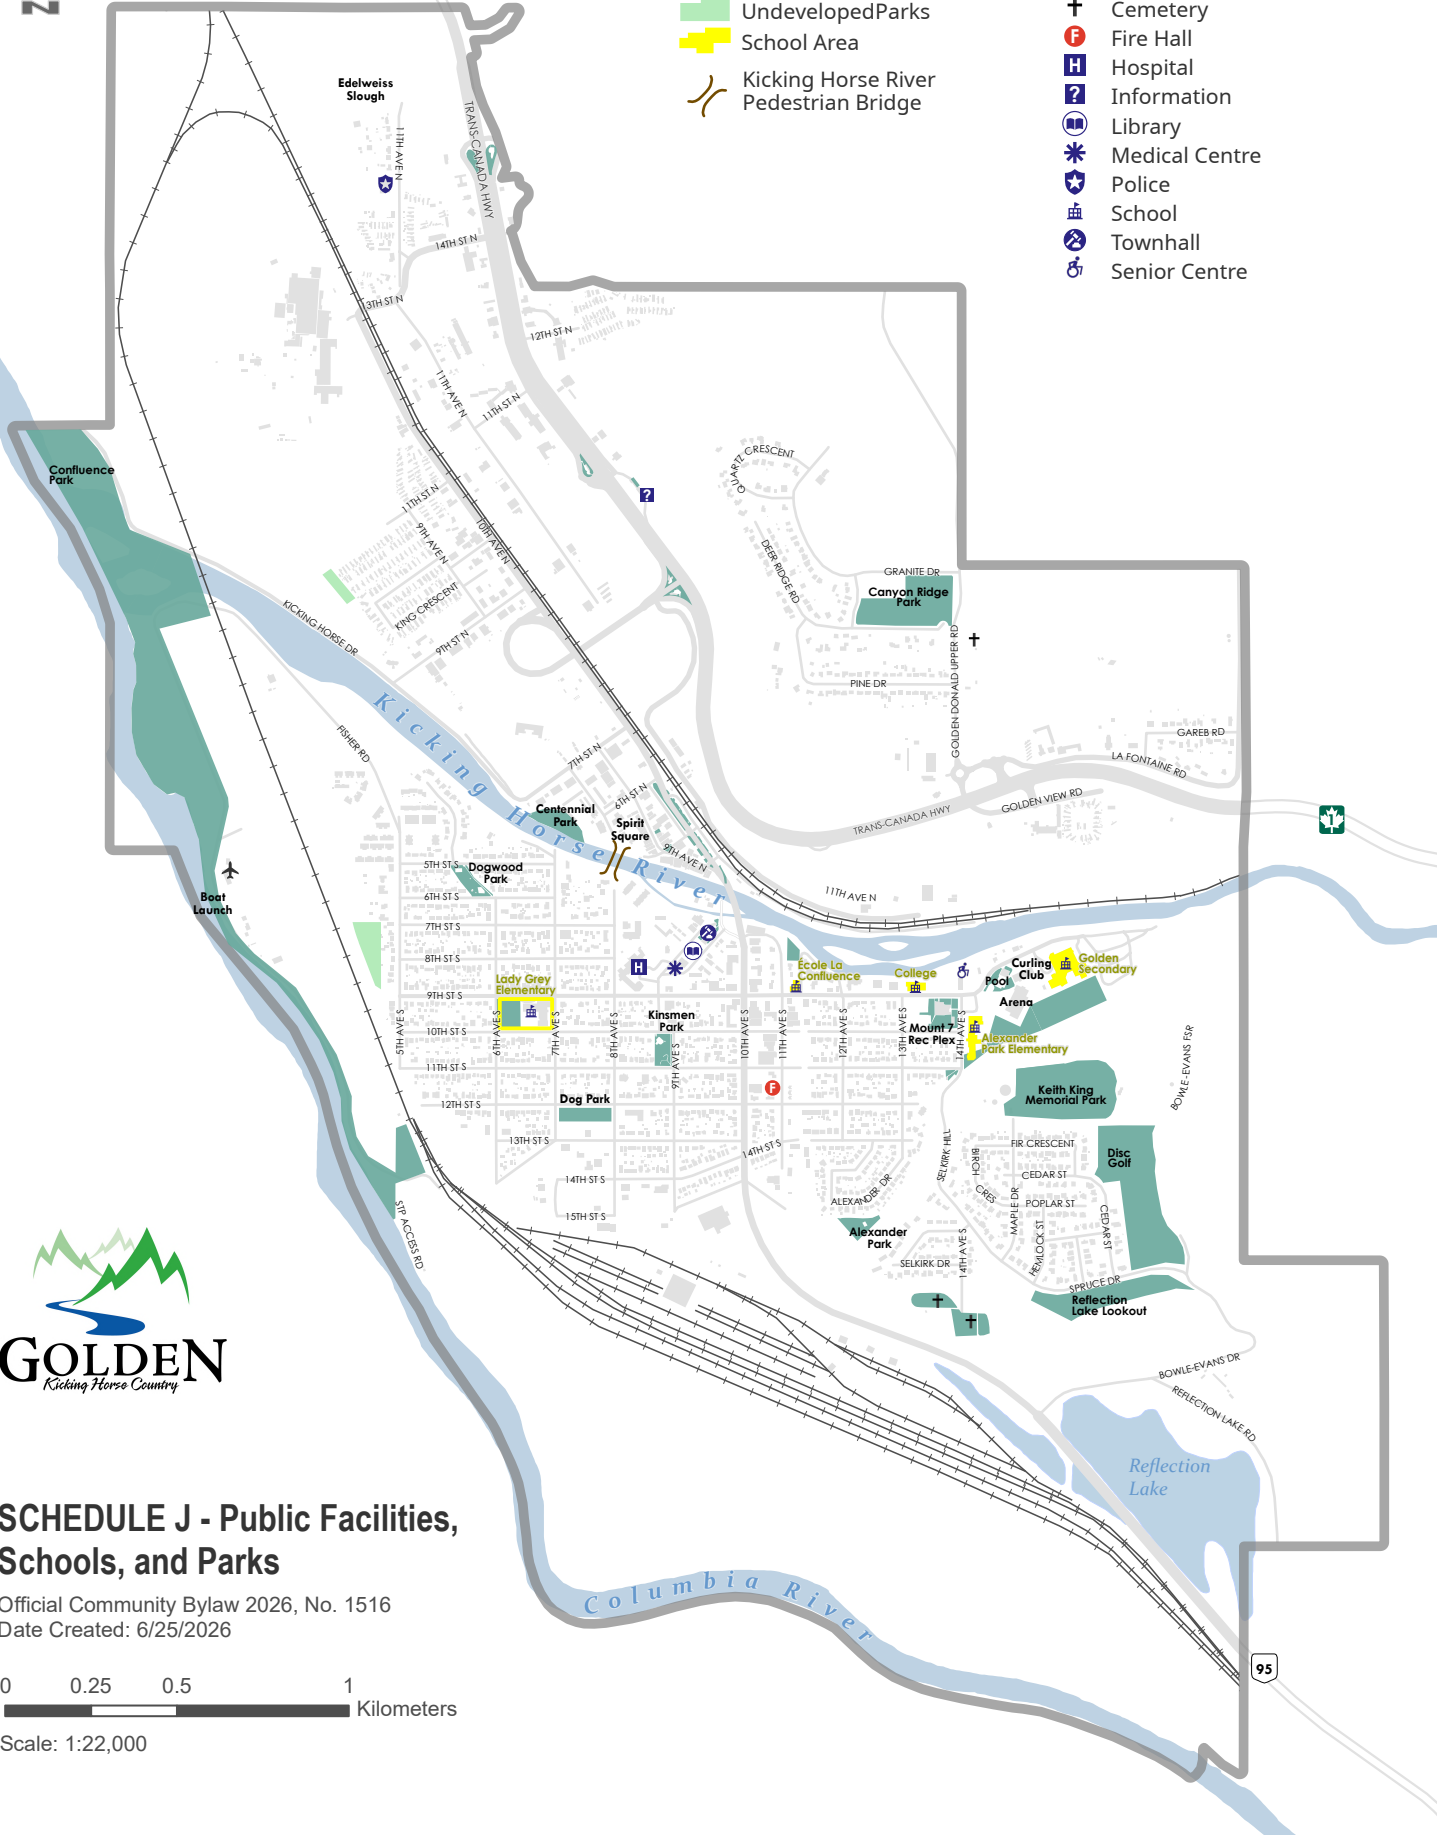 N
UndevelopedParks
School Area
Kicking Horse River
Pedestrian Bridge
Cemetery
F Fire Hall
H Hospital
? Information
Library
Medical Centre
Police
School
Townhall
Senior Centre
Edelweiss
Slough
11TH AVE N
TRANS-CANADA HWY
14TH ST N
13TH ST N
12TH ST N
11TH AVE N
11TH ST N
QUARTZ CRESCENT
Confluence
Park
11TH ST N
9TH AVE N
10TH AVE N
?
DEER RIDGE RD
GRANITE DR
Canyon Ridge
Park
KING CRESCENT
KICKING HORSE DR
9TH ST N
GOLDEN DONALD UPPER RD
PINE DR
Kicking Horse River
FISHER RD
7TH ST N
GAREB RD
LA FONTAINE RD
6TH ST N
GOLDEN VIEW RD
TRANS-CANADA HWY
1
Centennial
Park
Spirit
Square
9TH AVE N
5TH ST S
Dogwood
Park
6TH ST S
11TH AVE N
Boat
Launch
7TH ST S
8TH ST S
H
Lady Grey
Elementary
École La
Confluence
College
Pool
Curling
Club
Golden
Secondary
9TH ST S
Arena
Kinsmen
Park
Mount 7
Rec Plex
Alexander
Park Elementary
5TH AVE S
6TH AVE S
7TH AVE S
8TH AVE S
9TH AVE S
10TH AVE S
11TH AVE S
12TH AVE S
13TH AVE S
14TH AVE S
10TH ST S
11TH ST S
F
Keith King
Memorial Park
BOWLE-EVANS FSR
12TH ST S
Dog Park
13TH ST S
14TH ST S
SELKIRK HILL
BIRCH CRES
FIR CRESCENT
Disc
Golf
14TH ST S
CEDAR ST
ALEXANDER DR
MAPLE DR
POPLAR ST
CEDAR ST
15TH ST S
STP ACCESS RD
Alexander
Park
14TH AVE S
HEMLOCK ST
SELKIRK DR
SPRUCE DR
Reflection
Lake Lookout
BOWLE-EVANS DR
REFLECTION LAKE RD
GOLDEN
Kicking Horse Country
Reflection
Lake
SCHEDULE J - Public Facilities,
Schools, and Parks
Official Community Bylaw 2026, No. 1516
Date Created: 6/25/2026
Columbia River
95
0 0.25 0.5 1
Kilometers
Scale: 1:22,000